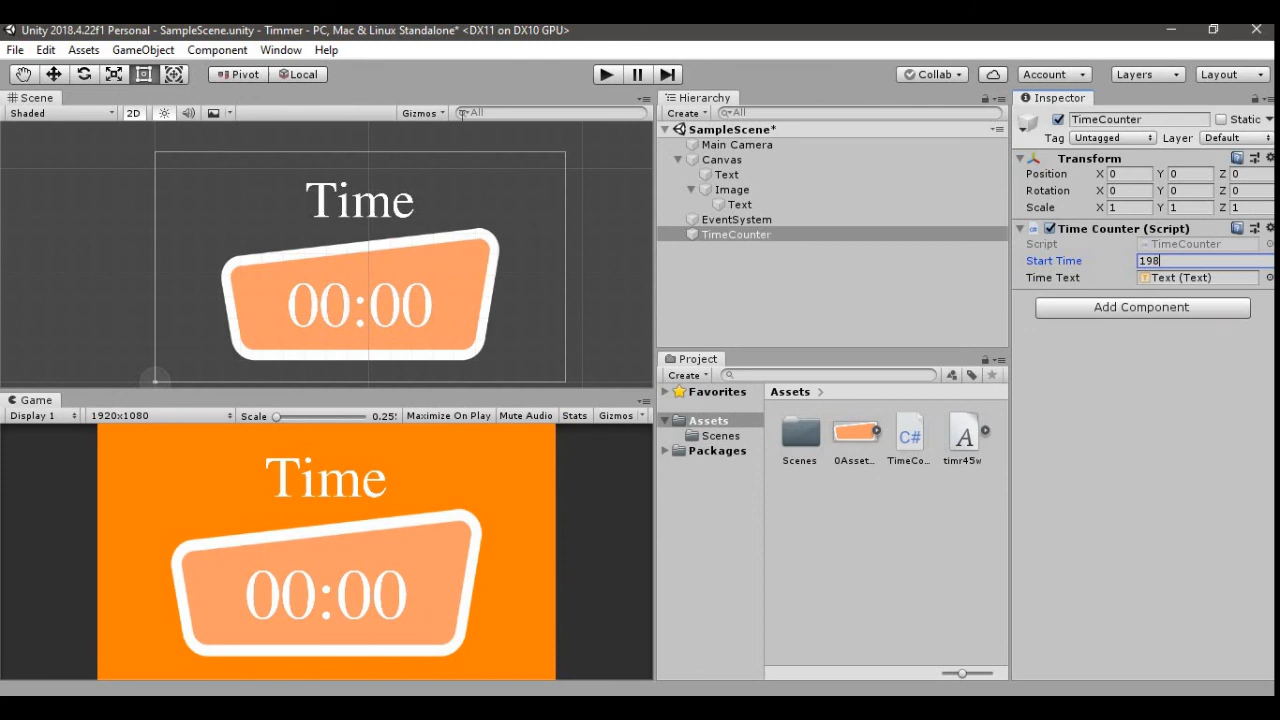 Unity 2018.4.22f1 Personal - SampleScene.unity - Timmer - PC, Mac & Linux Standalone* <DX11 on DX10 GPU>
File Edit Assets GameObject Component Window Help
Pivot Local Collab Account Layers Layout
Scene
Shaded 2D Gizmos All
Time
00:00
Game
Display 1 1920x1080 Scale 0.25: Maximize On Play Mute Audio Stats Gizmos
Time
00:00
Hierarchy
Create All
SampleScene*
Main Camera
Canvas
Text
Image
Text
EventSystem
TimeCounter
Project
Create
Favorites
Assets
Scenes
Packages
Assets
Scenes 0Asset... TimeCo... timr45w
C#
A
Inspector
TimeCounter Static
Tag Untagged Layer Default
Transform
Position X 0 Y 0 Z 0
Rotation X 0 Y 0 Z 0
Scale X 1 Y 1 Z 1
Time Counter (Script)
Script TimeCounter
Start Time 198
Time Text Text (Text)
Add Component